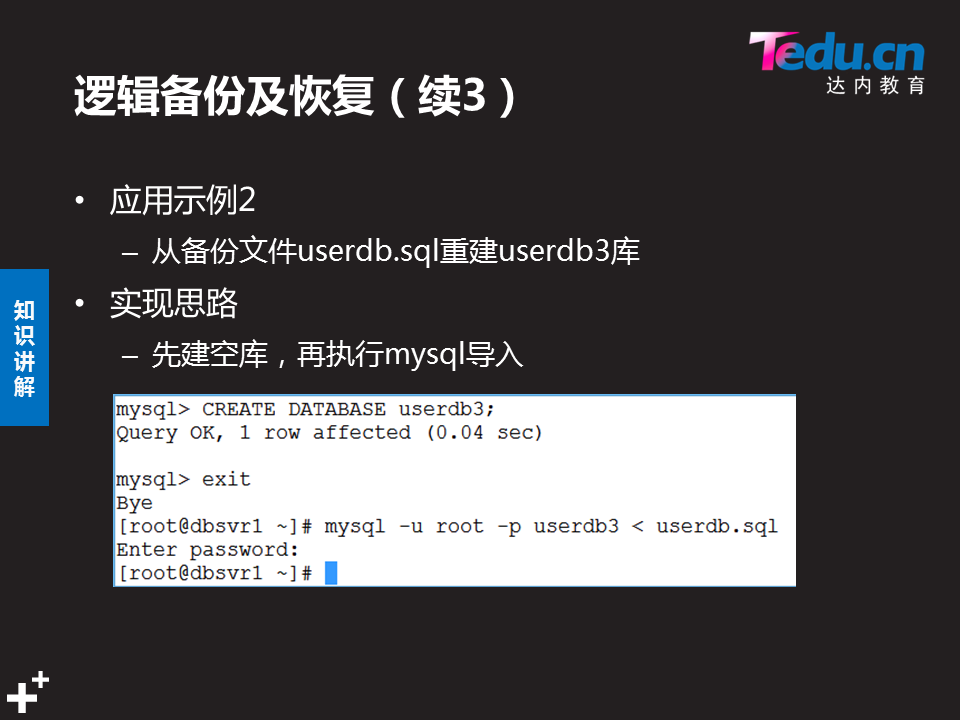 Tedu.cn
达内教育
逻辑备份及恢复（续3）
• 应用示例2
– 从备份文件userdb.sql重建userdb3库
• 实现思路
– 先建空库，再执行mysql导入
知识讲解
mysql> CREATE DATABASE userdb3;
Query OK, 1 row affected (0.04 sec)
mysql> exit
Bye
[root@dbsvr1 ~]# mysql -u root -p userdb3 < userdb.sql
Enter password:
[root@dbsvr1 ~]#